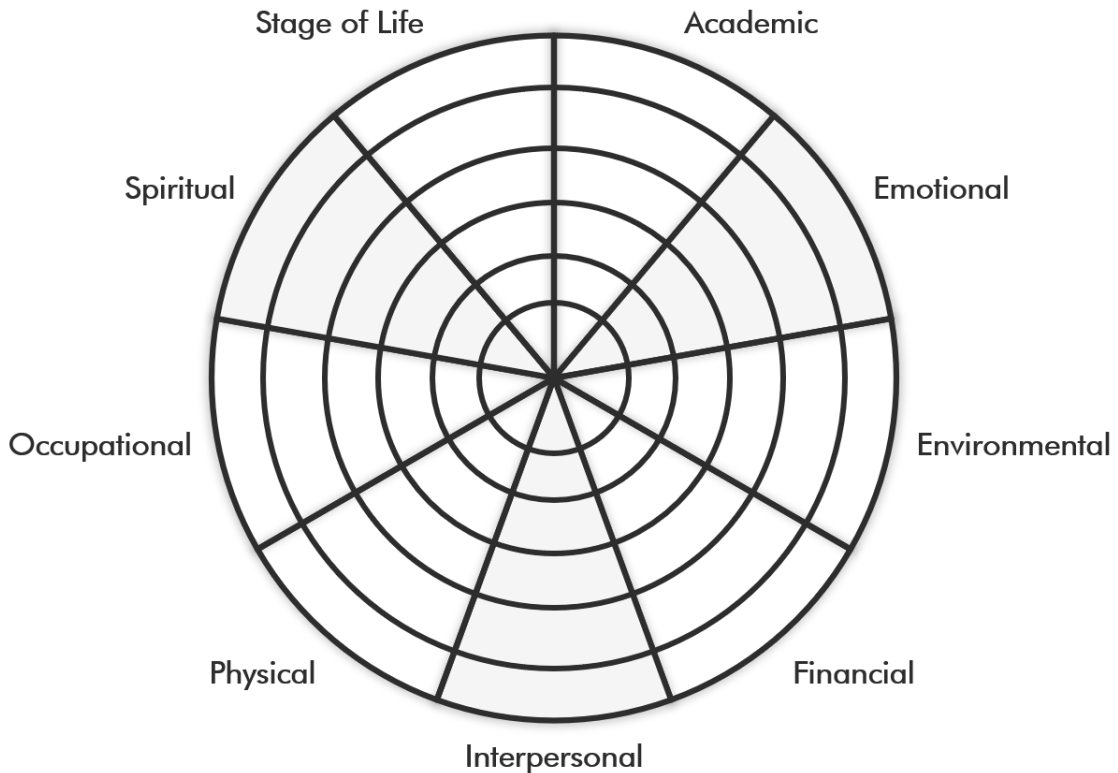 Stage of Life
Academic
Spiritual
Emotional
Occupational
Environmental
Physical
Financial
Interpersonal